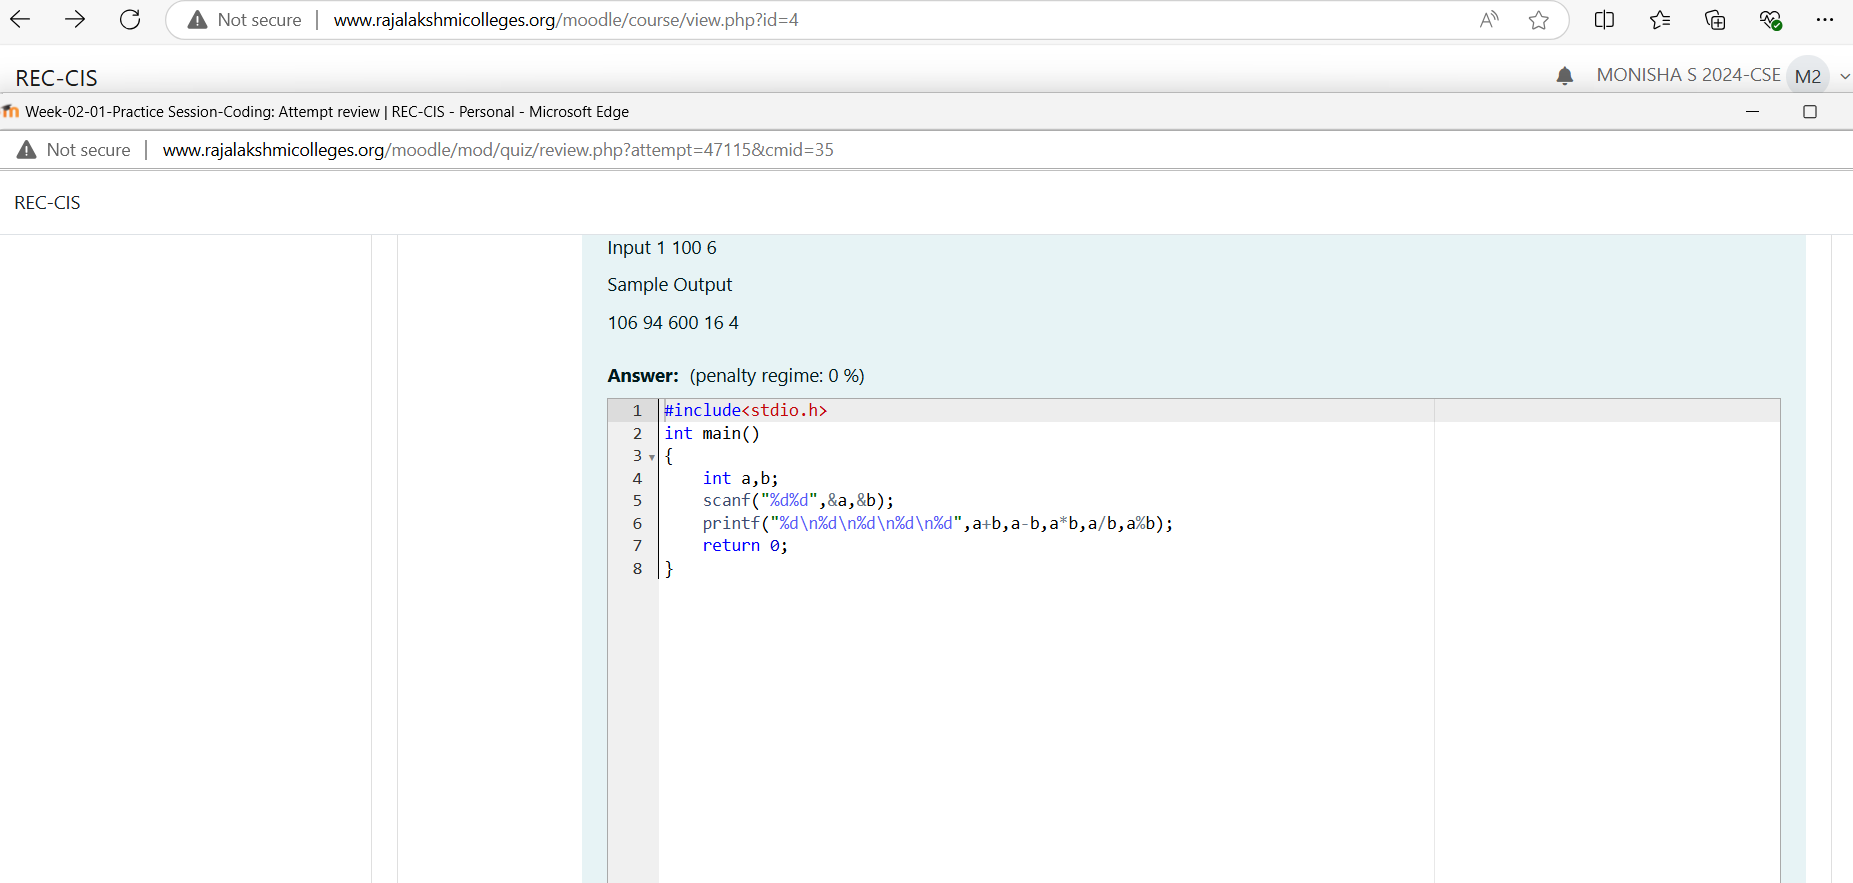 Not secure | www.rajalakshmicolleges.org/moodle/course/view.php?id=4
REC-CIS
MONISHA S 2024-CSE M2
Week-02-01-Practice Session-Coding: Attempt review | REC-CIS - Personal - Microsoft Edge
Not secure | www.rajalakshmicolleges.org/moodle/mod/quiz/review.php?attempt=47115&cmid=35
REC-CIS
Input 1 100 6
Sample Output
106 94 600 16 4
Answer: (penalty regime: 0 %)
1 #include<stdio.h>
2 int main()
3 {
4     int a,b;
5     scanf("%d%d",&a,&b);
6     printf("%d\n%d\n%d\n%d\n%d",a+b,a-b,a*b,a/b,a%b);
7     return 0;
8 }